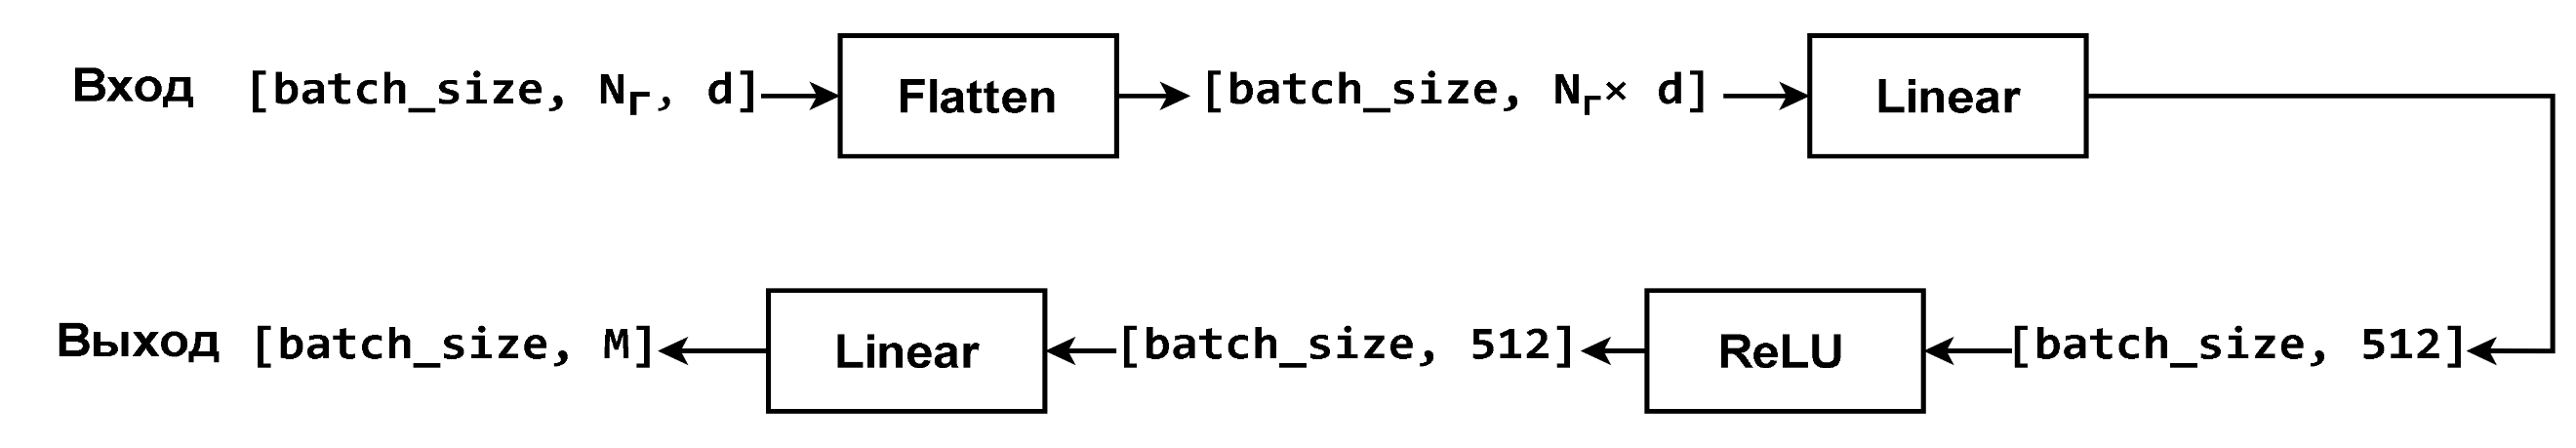 Вход [batch_size, NГ, d] Flatten [batch_size, NГ× d] Linear
Выход [batch_size, M] Linear [batch_size, 512] ReLU [batch_size, 512]